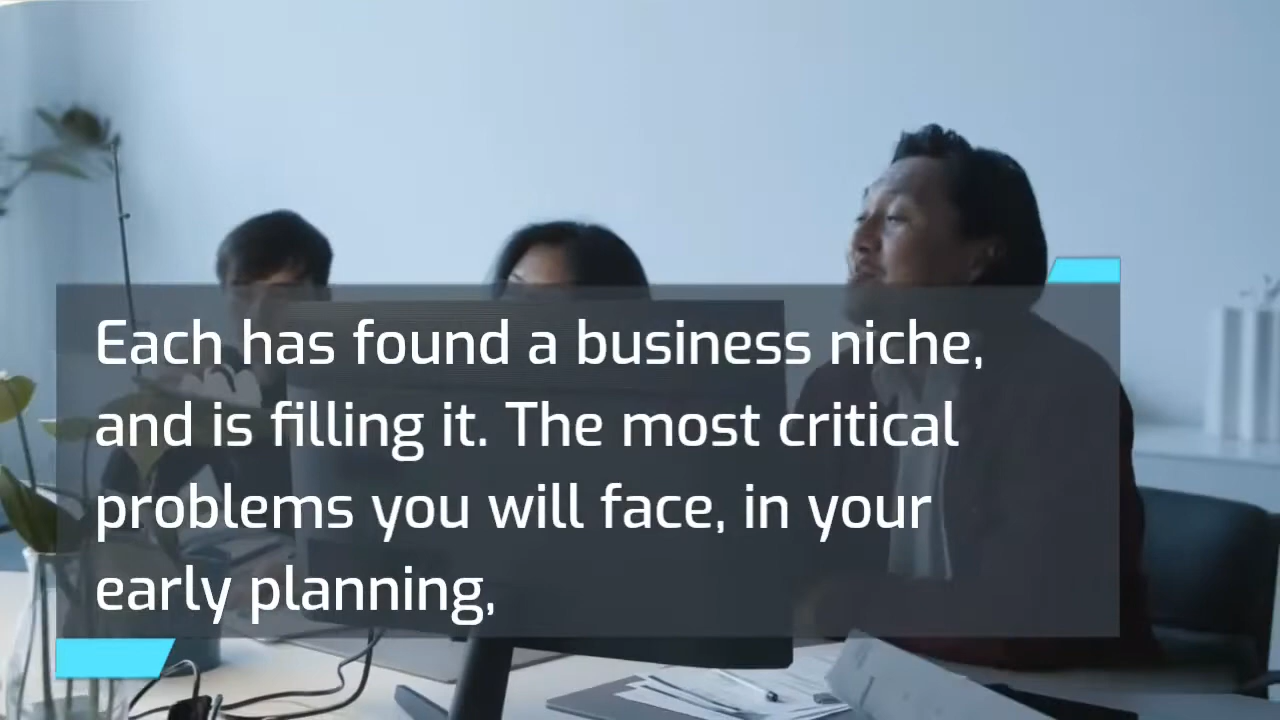 Each has found a business niche,
and is filling it. The most critical
problems you will face, in your
early planning,